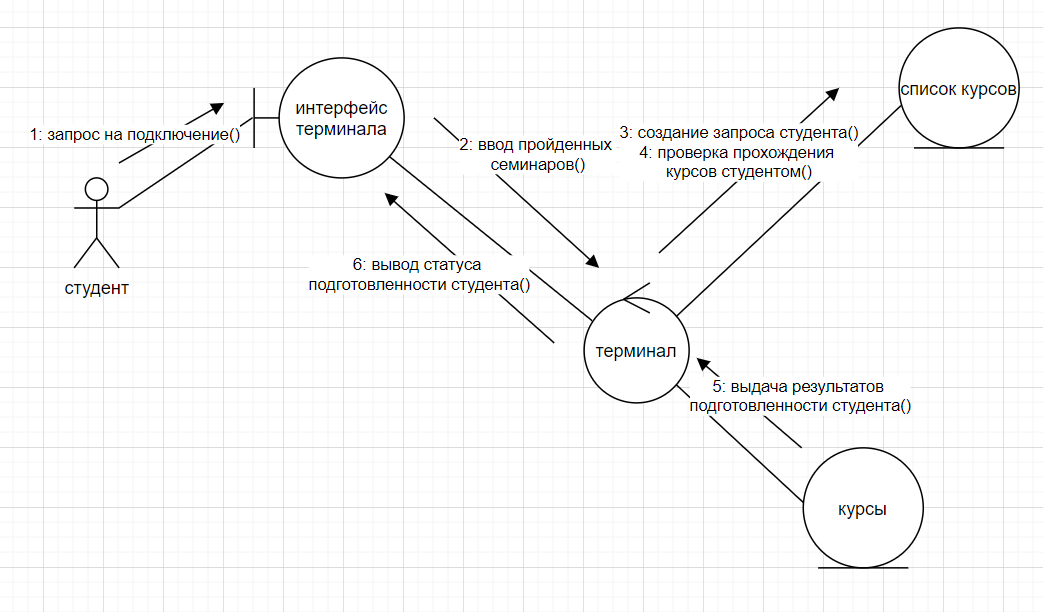 интерфейс
терминала
список курсов
1: запрос на подключение()
2: ввод пройденных
семинаров()
3: создание запроса студента()
4: проверка прохождения
курсов студентом()
студент
6: вывод статуса
подготовленности студента()
терминал
5: выдача результатов
подготовленности студента()
курсы